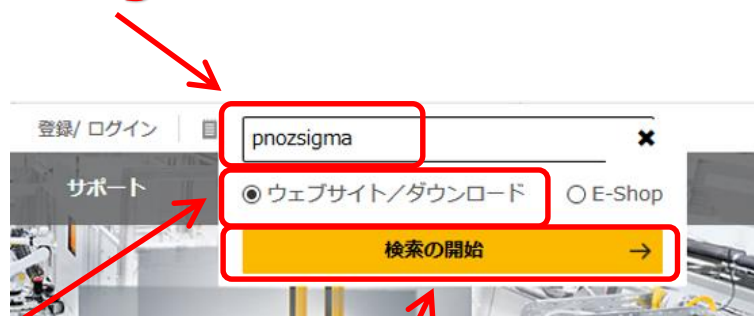 登録/ ログイン
pnozsigma
サポート
ウェブサイト／ダウンロード
E-Shop
検索の開始